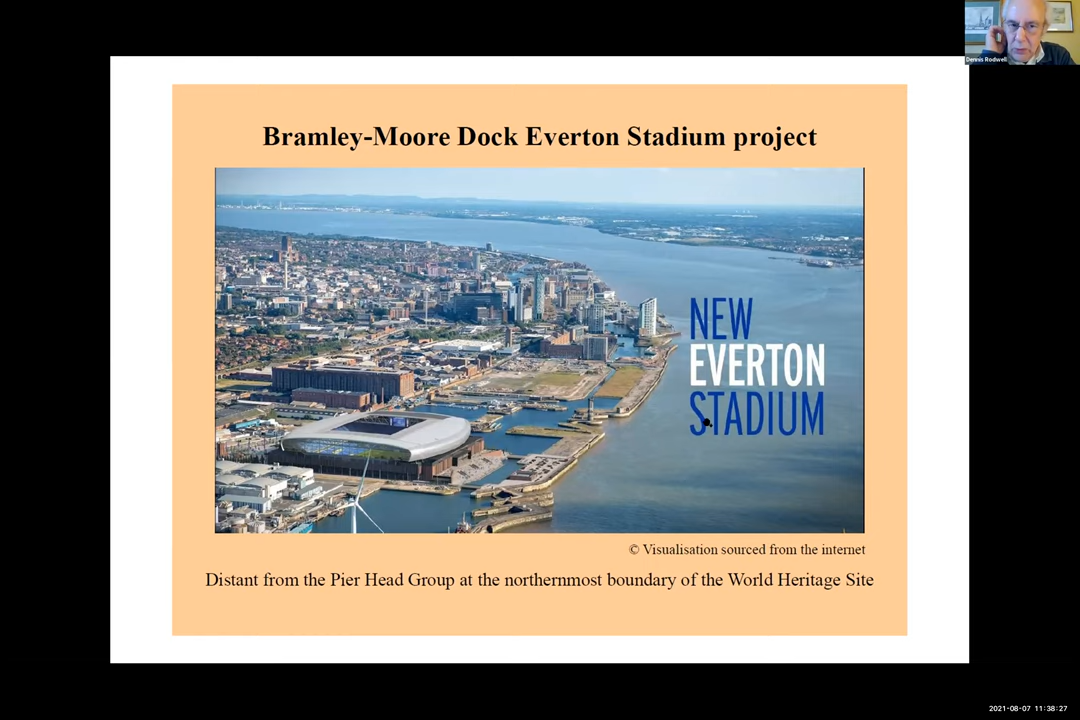 Dennis Rodwell
Bramley-Moore Dock Everton Stadium project
NEW
EVERTON
STADIUM
© Visualisation sourced from the internet
Distant from the Pier Head Group at the northernmost boundary of the World Heritage Site
2021-08-07 11:38:27